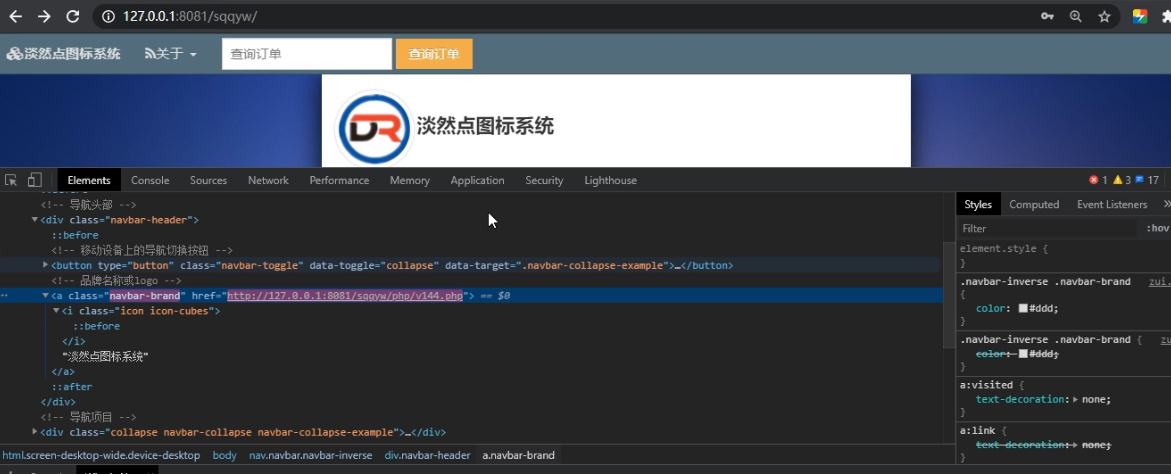 127.0.0.1:8081/sqqyw/
淡然点图标系统 关于 查询订单 查询订单
淡然点图标系统
Elements Console Sources Network Performance Memory Application Security Lighthouse 1 3 17
<!-- 导航头部 -->
<div class="navbar-header">
::before
<!-- 移动设备上的导航切换按钮 -->
<button type="button" class="navbar-toggle" data-toggle="collapse" data-target=".navbar-collapse-example">…</button>
<!-- 品牌名称或logo -->
<a class="navbar-brand" href="http://127.0.0.1:8081/sqqyw/php/v144.php"> == $0
<i class="icon icon-cubes">
::before
</i>
"淡然点图标系统"
</a>
::after
</div>
<!-- 导航项目 -->
<div class="collapse navbar-collapse navbar-collapse-example">…</div>
html.screen-desktop-wide.device-desktop body nav.navbar.navbar-inverse div.navbar-header a.navbar-brand
Styles Computed Event Listeners »
Filter :hov
element.style {
}
.navbar-inverse .navbar-brand zui.
{
color: #ddd;
}
.navbar-inverse .navbar-brand { zu
color: #ddd;
}
a:visited {
text-decoration: none;
}
a:link {
text-decoration: none;
}